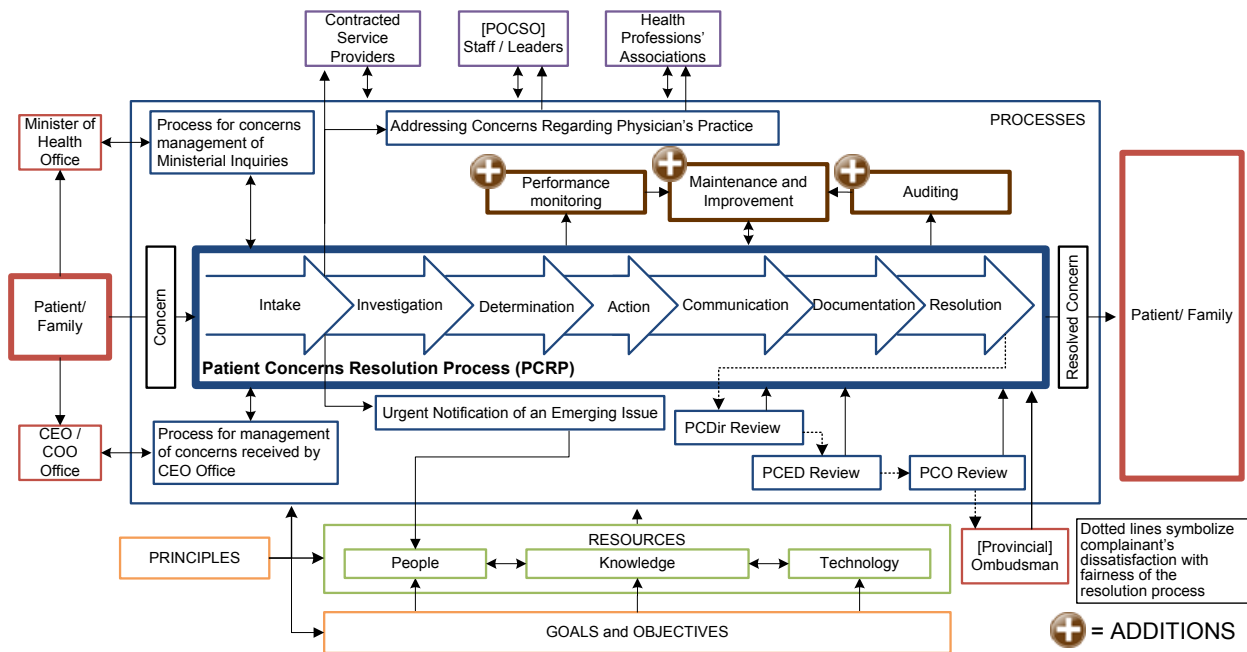 Contracted
Service
Providers
[POCSO]
Staff / Leaders
Health
Professions'
Associations
PROCESSES
Minister of
Health
Office
Process for concerns
management of
Ministerial Inquiries
Addressing Concerns Regarding Physician's Practice
Performance
monitoring
Maintenance and
Improvement
Auditing
Patient/
Family
Concern
Intake
Investigation
Determination
Action
Communication
Documentation
Resolution
Patient Concerns Resolution Process (PCRP)
Resolved Concern
Patient/ Family
CEO /
COO
Office
Process for management
of concerns received by
CEO Office
Urgent Notification of an Emerging Issue
PCDir Review
PCED Review
PCO Review
PRINCIPLES
RESOURCES
People
Knowledge
Technology
[Provincial]
Ombudsman
Dotted lines symbolize
complainant's
dissatisfaction with
fairness of the
resolution process
GOALS and OBJECTIVES
= ADDITIONS